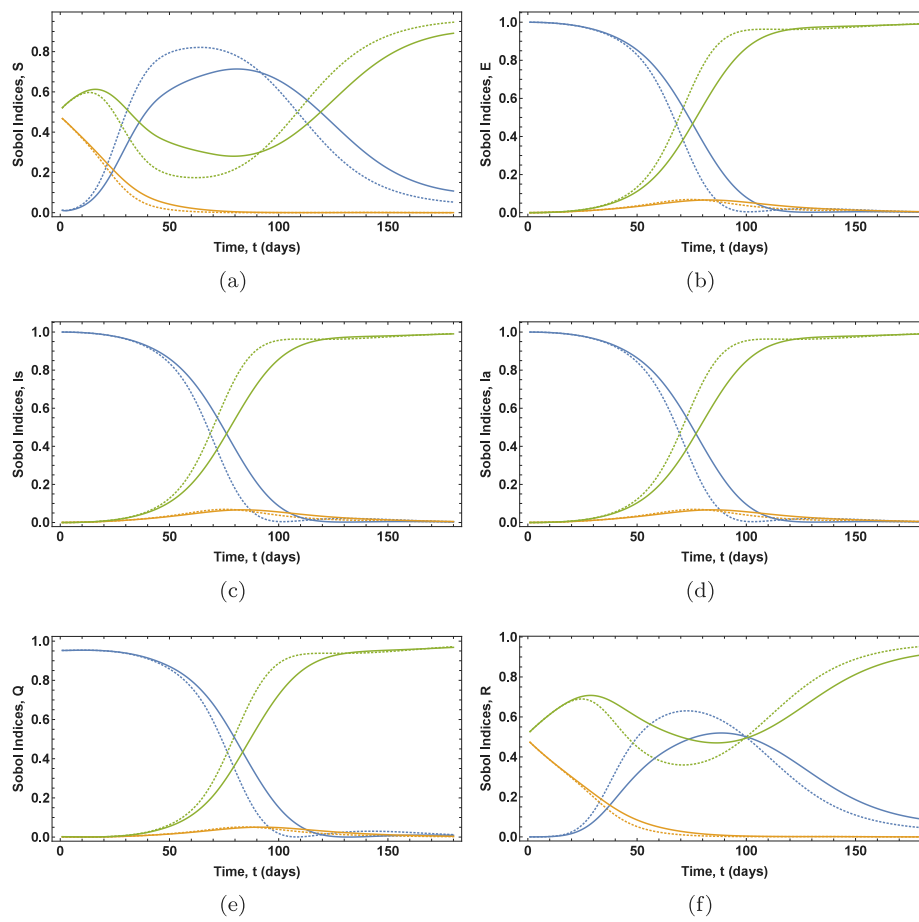 Sobol Indices, S
0.8
0.6
0.4
0.2
0.0
0 50 100 150
Time, t (days)
(a)
Sobol Indices, E
1.0
0.8
0.6
0.4
0.2
0.0
0 50 100 150
Time, t (days)
(b)
Sobol Indices, Is
1.0
0.8
0.6
0.4
0.2
0.0
0 50 100 150
Time, t (days)
(c)
Sobol Indices, Ia
1.0
0.8
0.6
0.4
0.2
0.0
0 50 100 150
Time, t (days)
(d)
Sobol Indices, Q
1.0
0.8
0.6
0.4
0.2
0.0
0 50 100 150
Time, t (days)
(e)
Sobol Indices, R
1.0
0.8
0.6
0.4
0.2
0.0
0 50 100 150
Time, t (days)
(f)